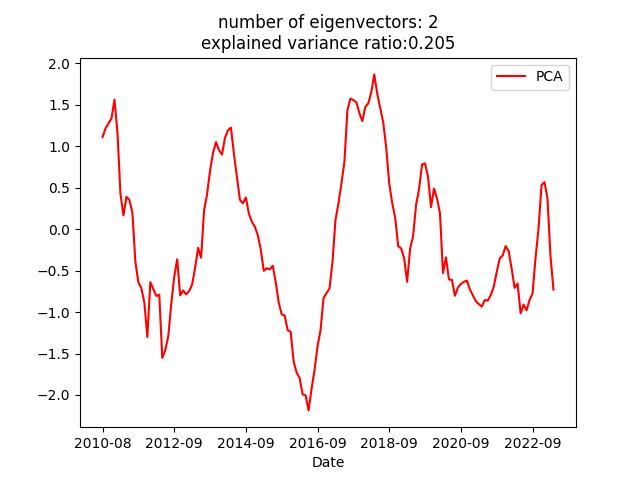 number of eigenvectors: 2
explained variance ratio:0.205
2.0
1.5
1.0
0.5
0.0
−0.5
−1.0
−1.5
−2.0
PCA
2010-08 2012-09 2014-09 2016-09 2018-09 2020-09 2022-09
Date